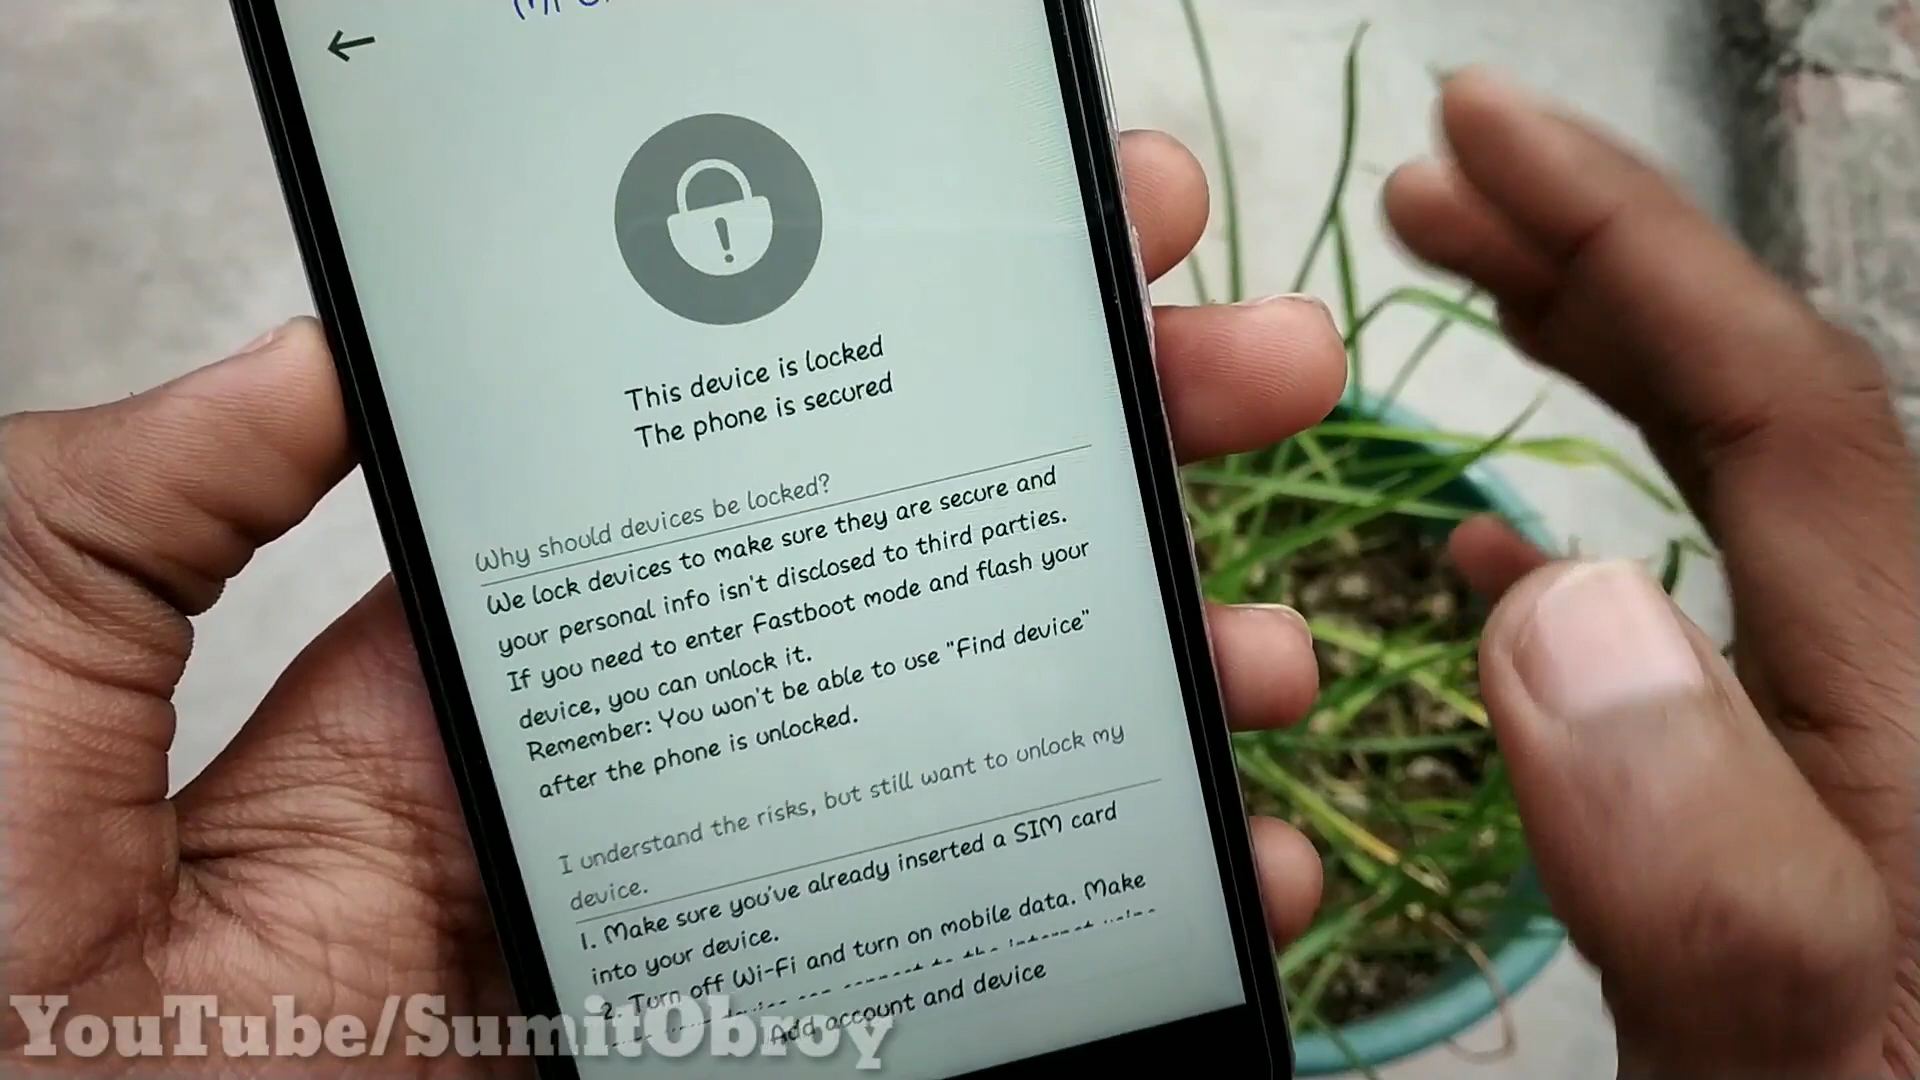 This device is locked
The phone is secured
Why should devices be locked?
We lock devices to make sure they are secure and
your personal info isn't disclosed to third parties.
If you need to enter Fastboot mode and flash your
device, you can unlock it.
Remember: You won't be able to use "Find device"
after the phone is unlocked.
I understand the risks, but still want to unlock my
device.
1. Make sure you've already inserted a SIM card
into your device.
2. Turn off Wi-Fi and turn on mobile data. Make
Add account and device
YouTube/SumitObroy